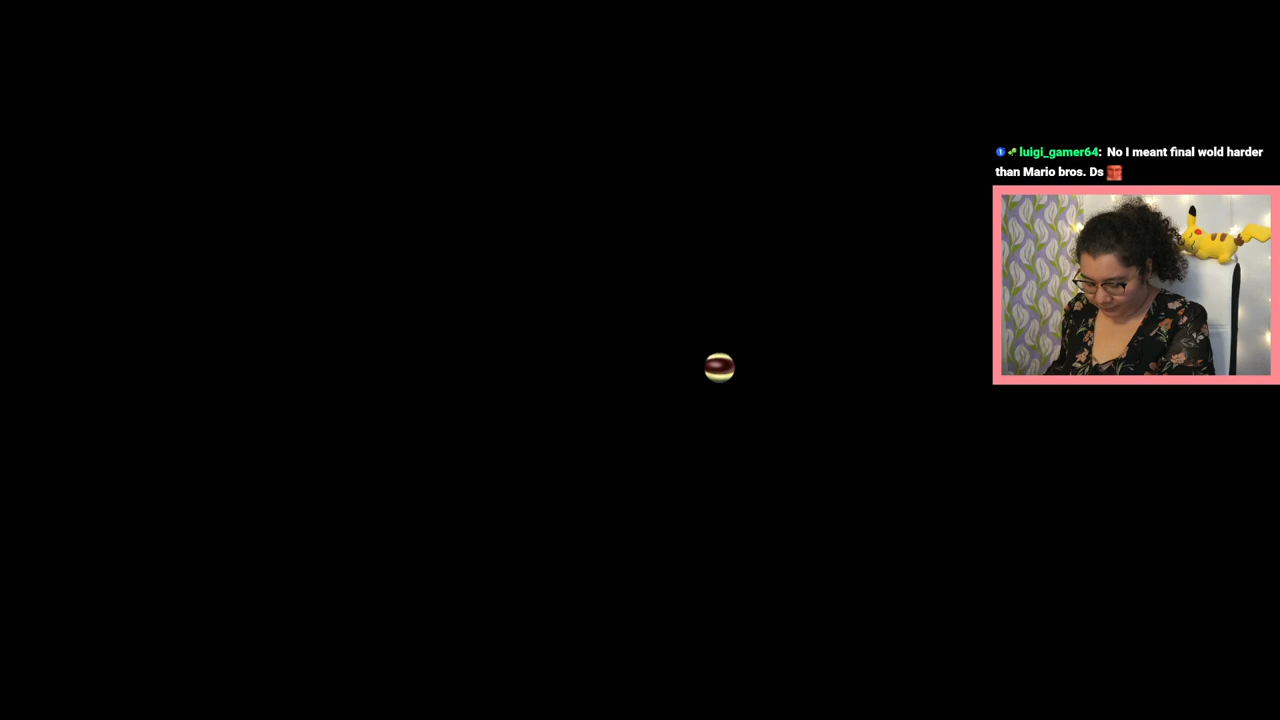 luigi_gamer64: No I meant final wold harder
than Mario bros. Ds